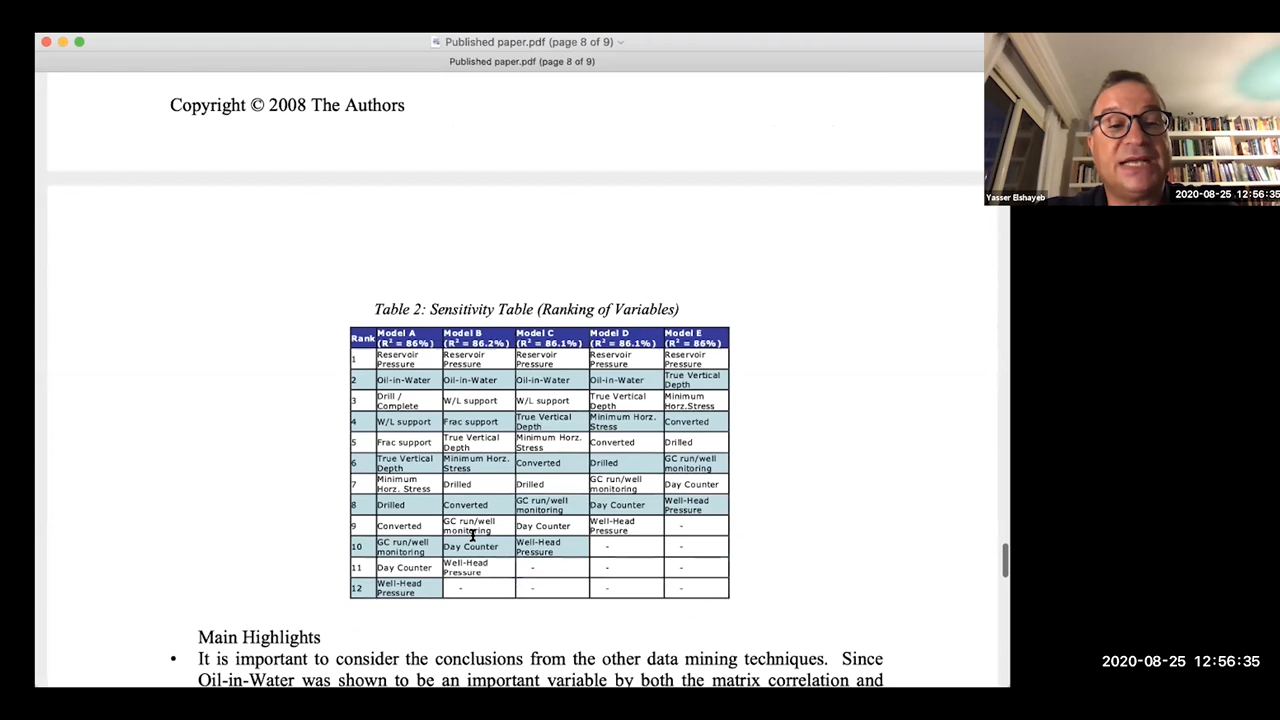 Published paper.pdf (page 8 of 9)
Published paper.pdf (page 8 of 9)
Copyright © 2008 The Authors
Yasser Elshayeb
2020-08-25 12:56:35
Table 2: Sensitivity Table (Ranking of Variables)
Rank Model A (R² = 86%) Model B (R² = 86.2%) Model C (R² = 86.1%) Model D (R² = 86.1%) Model E (R² = 86%)
1 Reservoir Pressure Reservoir Pressure Reservoir Pressure Reservoir Pressure Reservoir Pressure
2 Oil-in-Water Oil-in-Water Oil-in-Water Oil-in-Water True Vertical Depth
3 Drill / Complete W/L support W/L support True Vertical Depth Minimum Horz.Stress
4 W/L support Frac support True Vertical Depth Minimum Horz. Stress Converted
5 Frac support True Vertical Depth Minimum Horz. Stress Converted Drilled
6 True Vertical Depth Minimum Horz. Stress Converted Drilled GC run/well monitoring
7 Minimum Horz. Stress Drilled Drilled GC run/well monitoring Day Counter
8 Drilled Converted GC run/well monitoring Day Counter Well-Head Pressure
9 Converted GC run/well monitoring Day Counter Well-Head Pressure -
10 GC run/well monitoring Day Counter Well-Head Pressure - -
11 Day Counter Well-Head Pressure - - -
12 Well-Head Pressure - - - -
Main Highlights
• It is important to consider the conclusions from the other data mining techniques. Since
Oil-in-Water was shown to be an important variable by both the matrix correlation and
2020-08-25 12:56:35